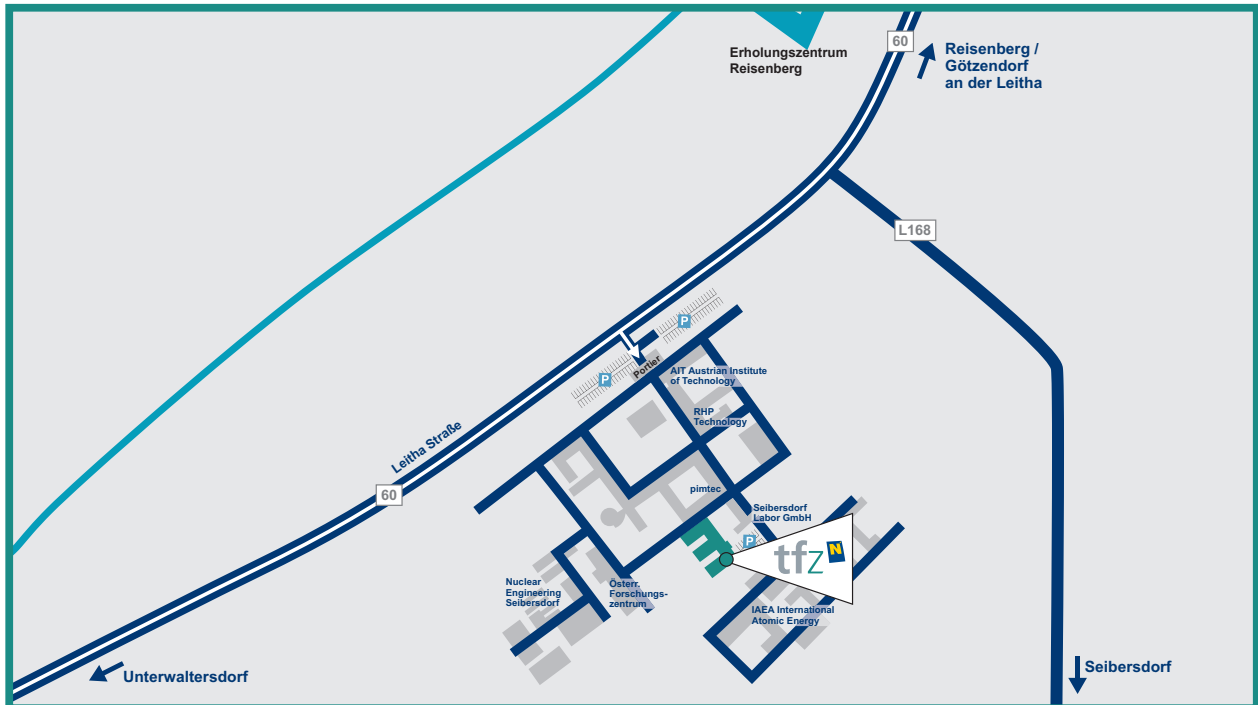 Erholungszentrum
Reisenberg
60
Reisenberg /
Götzendorf
an der Leitha
L168
P
Portier
P
AIT Austrian Institute
of Technology
RHP
Technology
Leitha Straße
60
pimtec
Seibersdorf
Labor GmbH
P
tfz
N
Nuclear
Engineering
Seibersdorf
Österr.
Forschungs-
zentrum
IAEA International
Atomic Energy
Unterwaltersdorf
Seibersdorf